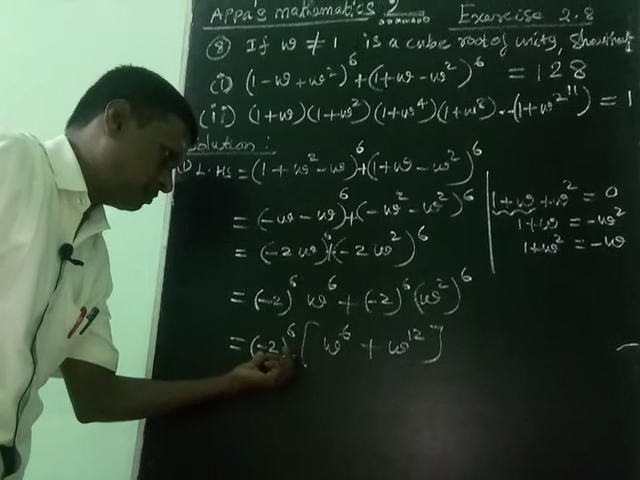 Appa's mathematics 2 Exercise 2.8
⑧ If ω ≠ 1 is a cube root of unity, show that
(i) (1-ω+ω²)⁶+(1+ω-ω²)⁶ = 128
(ii) (1+ω)(1+ω²)(1+ω⁴)(1+ω⁸)...(1+ω^2^11) = 1
Solution :
(i) L.HS = (1+ω²-ω)⁶+(1+ω-ω²)⁶
= (-ω-ω)⁶+(-ω²-ω²)⁶
= (-2ω)⁶+(-2ω²)⁶
= (-2)⁶ ω⁶ + (-2)⁶ (ω²)⁶
= (-2)⁶ [ω⁶ + ω¹²]
1+ω+ω² = 0
1+ω = -ω²
1+ω² = -ω